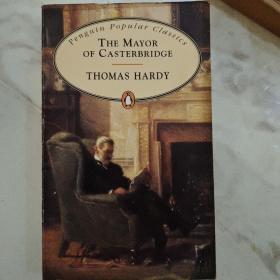 Penguin Popular Classics
THE MAYOR
OF CASTERBRIDGE
THOMAS HARDY